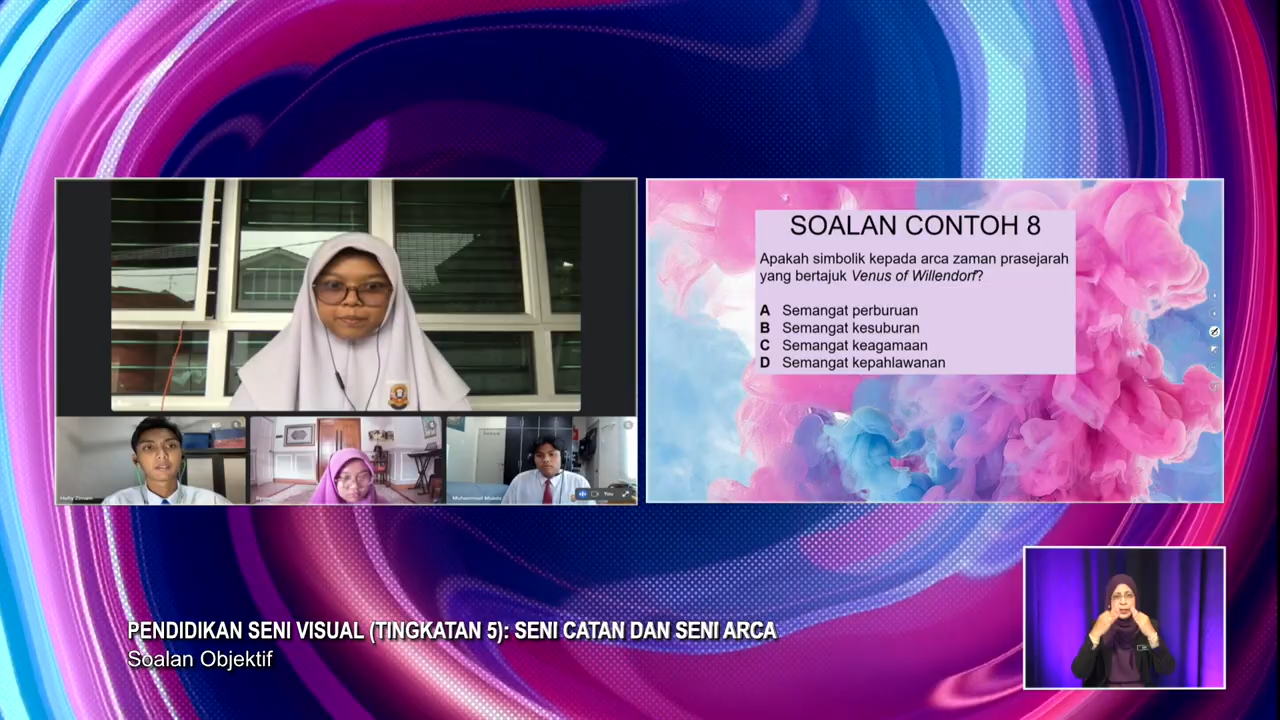 SOALAN CONTOH 8
Apakah simbolik kepada arca zaman prasejarah
yang bertajuk Venus of Willendorf?
A Semangat perburuan
B Semangat kesuburan
C Semangat keagamaan
D Semangat kepahlawanan
You
PENDIDIKAN SENI VISUAL (TINGKATAN 5): SENI CATAN DAN SENI ARCA
Soalan Objektif